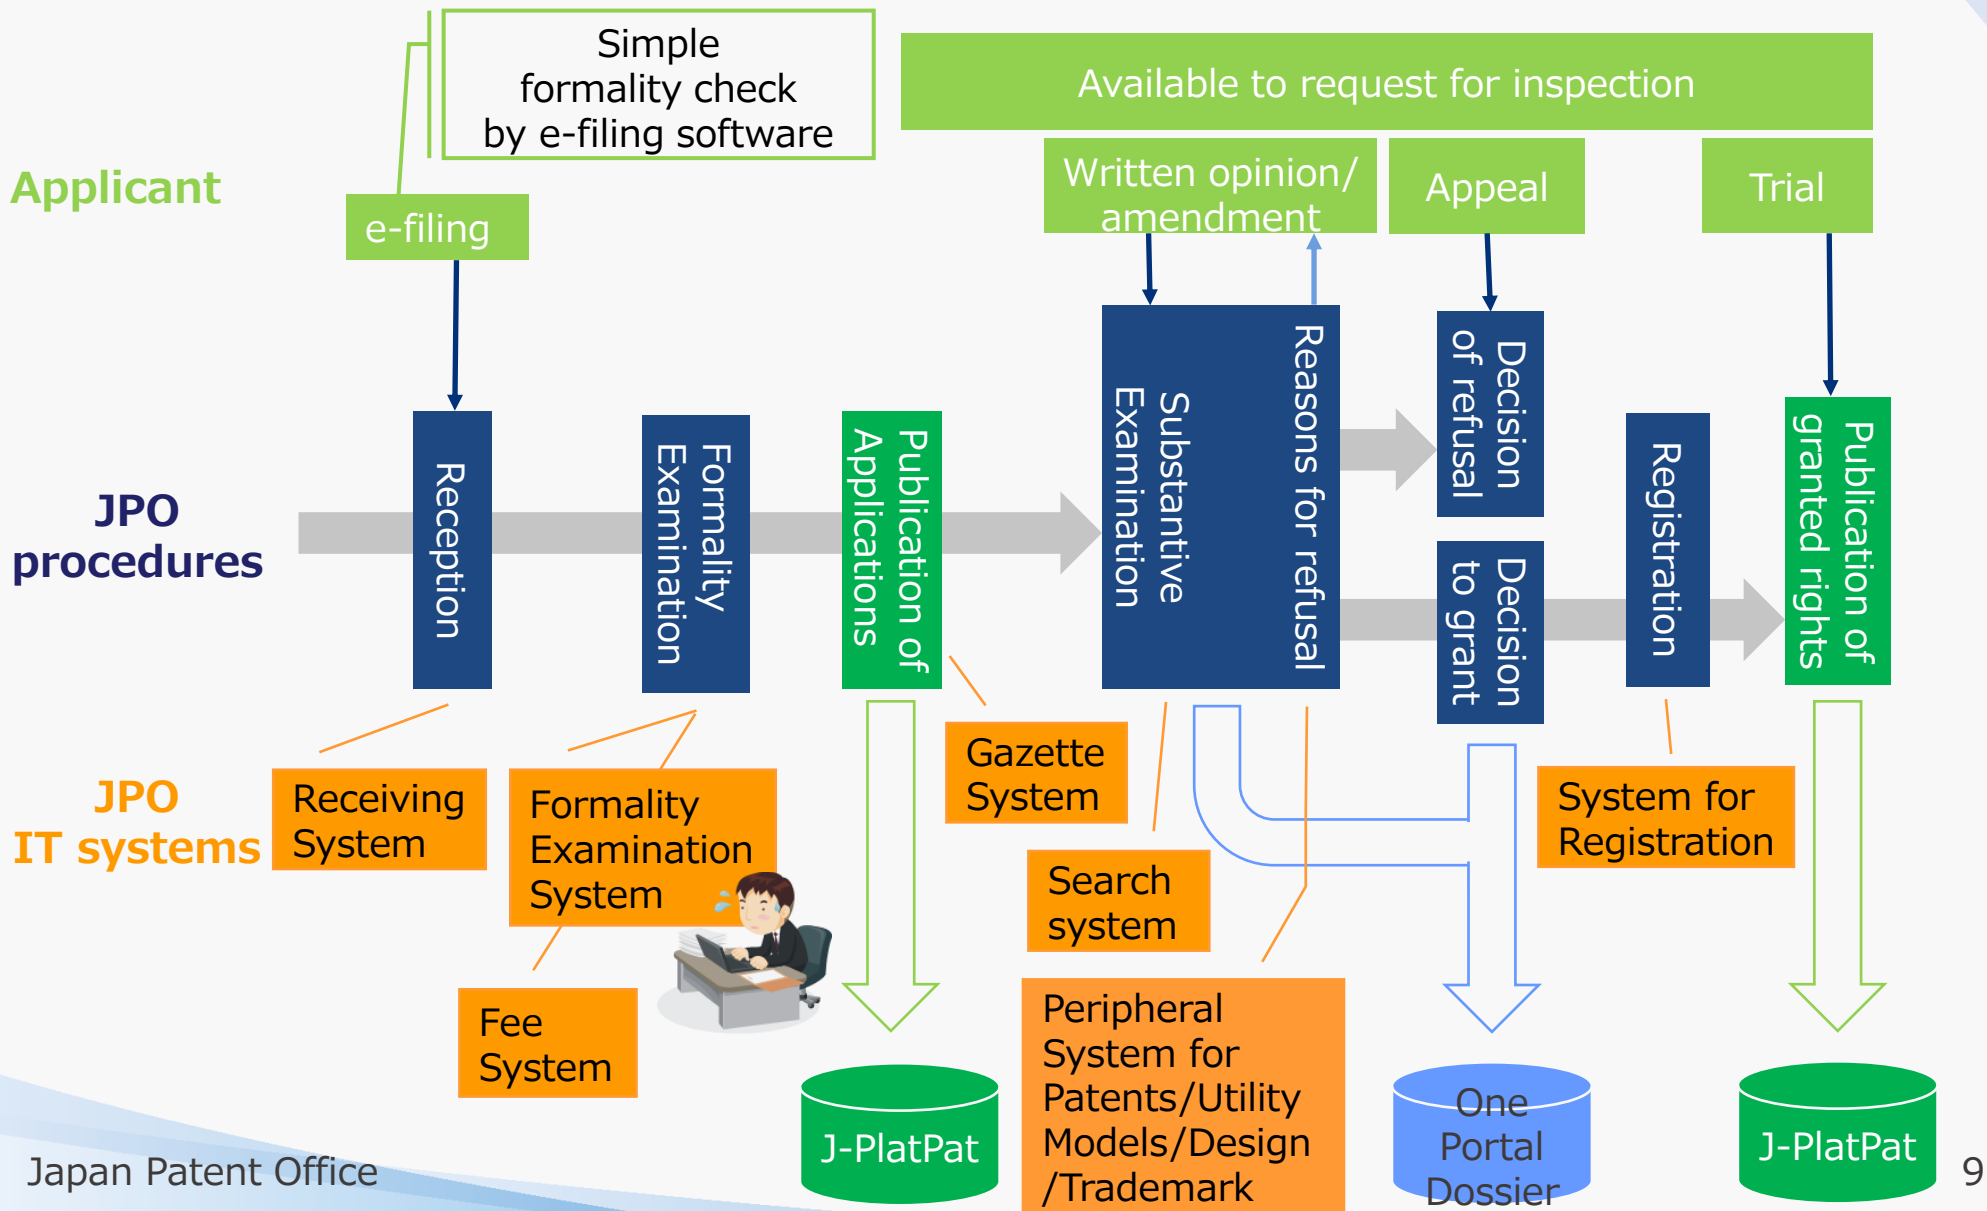 Simple
formality check
by e-filing software
Available to request for inspection
Applicant
e-filing
Written opinion/
amendment
Appeal
Trial
JPO
procedures
Reception
Formality
Examination
Publication of
Applications
Substantive
Examination
Reasons for refusal
Decision
of refusal
Decision
to grant
Registration
Publication of
granted rights
JPO
IT systems
Receiving
System
Formality
Examination
System
Fee
System
Gazette
System
Search
system
Peripheral
System for
Patents/Utility
Models/Design
/Trademark
System for
Registration
J-PlatPat
One
Portal
Dossier
J-PlatPat
Japan Patent Office
9